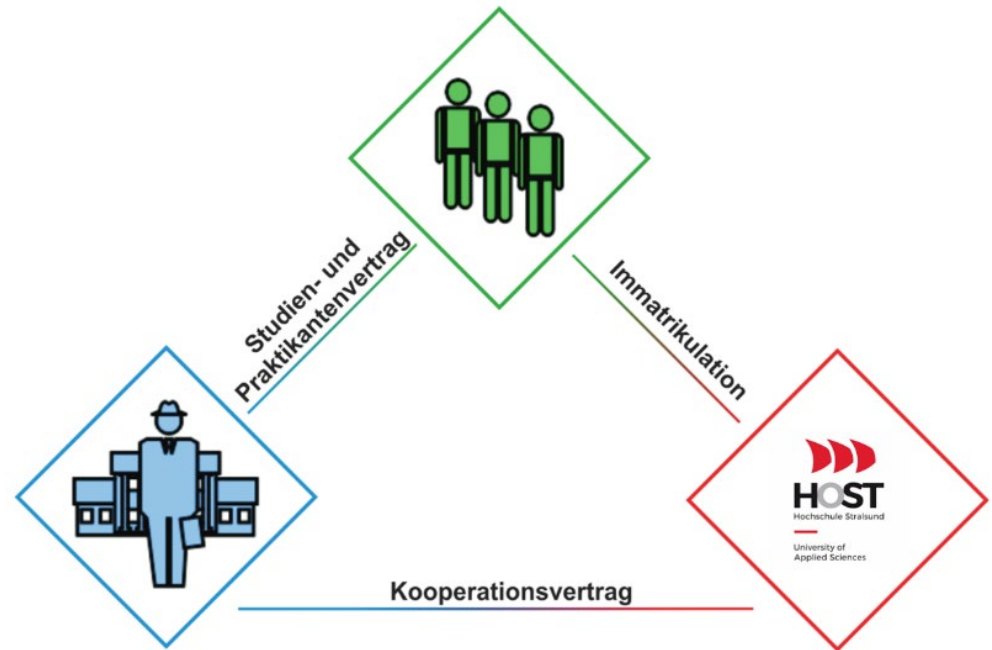 Studien- und
Praktikantenvertrag
Immatrikulation
HOST
Hochschule Stralsund
University of
Applied Sciences
Kooperationsvertrag